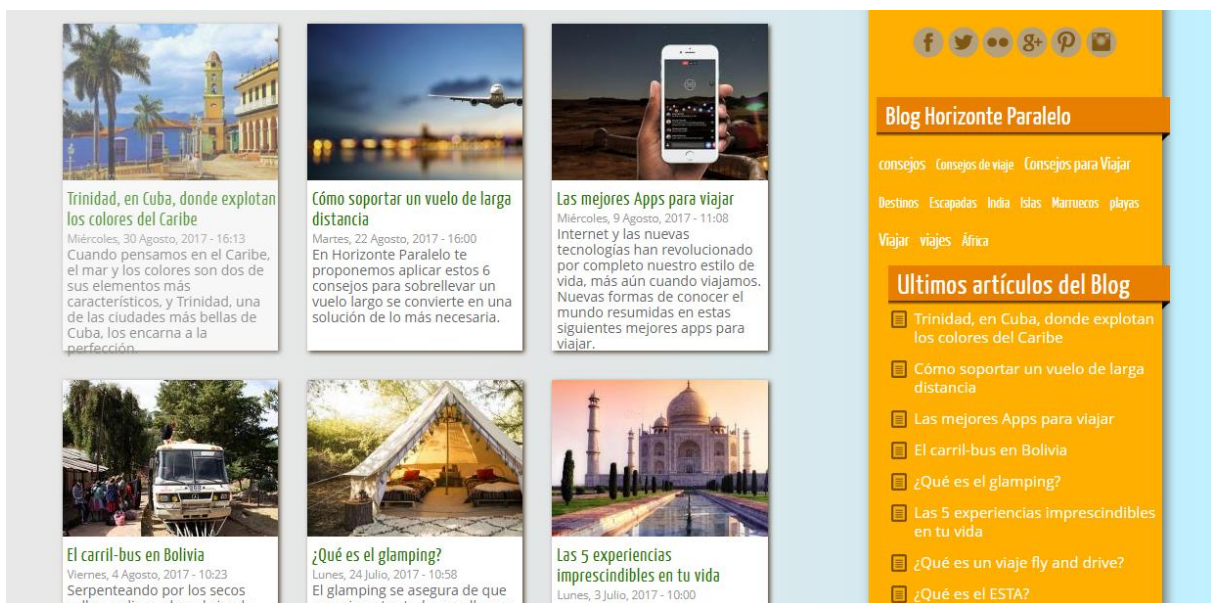 Trinidad, en Cuba, donde explotan
los colores del Caribe
Miércoles, 30 Agosto, 2017 - 16:13
Cuando pensamos en el Caribe,
el mar y los colores son dos de
sus elementos más
característicos, y Trinidad, una
de las ciudades más bellas de
Cuba, los encarna a la
perfección.
Cómo soportar un vuelo de larga
distancia
Martes, 22 Agosto, 2017 - 16:00
En Horizonte Paralelo te
proponemos aplicar estos 6
consejos para sobrellevar un
vuelo largo se convierte en una
solución de lo más necesaria.
Las mejores Apps para viajar
Miércoles, 9 Agosto, 2017 - 11:08
Internet y las nuevas
tecnologías han revolucionado
por completo nuestro estilo de
vida, más aún cuando viajamos.
Nuevas formas de conocer el
mundo resumidas en estas
siguientes mejores apps para
viajar.
El carril-bus en Bolivia
Viernes, 4 Agosto, 2017 - 10:23
Serpenteando por los secos
¿Qué es el glamping?
Lunes, 24 Julio, 2017 - 10:58
El glamping se asegura de que
Las 5 experiencias
imprescindibles en tu vida
Lunes, 3 Julio, 2017 - 10:00
Blog Horizonte Paralelo
consejos Consejos de viaje Consejos para Viajar
Destinos Escapadas India Islas Marruecos playas
Viajar viajes África
Ultimos artículos del Blog
Trinidad, en Cuba, donde explotan
los colores del Caribe
Cómo soportar un vuelo de larga
distancia
Las mejores Apps para viajar
El carril-bus en Bolivia
¿Qué es el glamping?
Las 5 experiencias imprescindibles
en tu vida
¿Qué es un viaje fly and drive?
¿Qué es el ESTA?